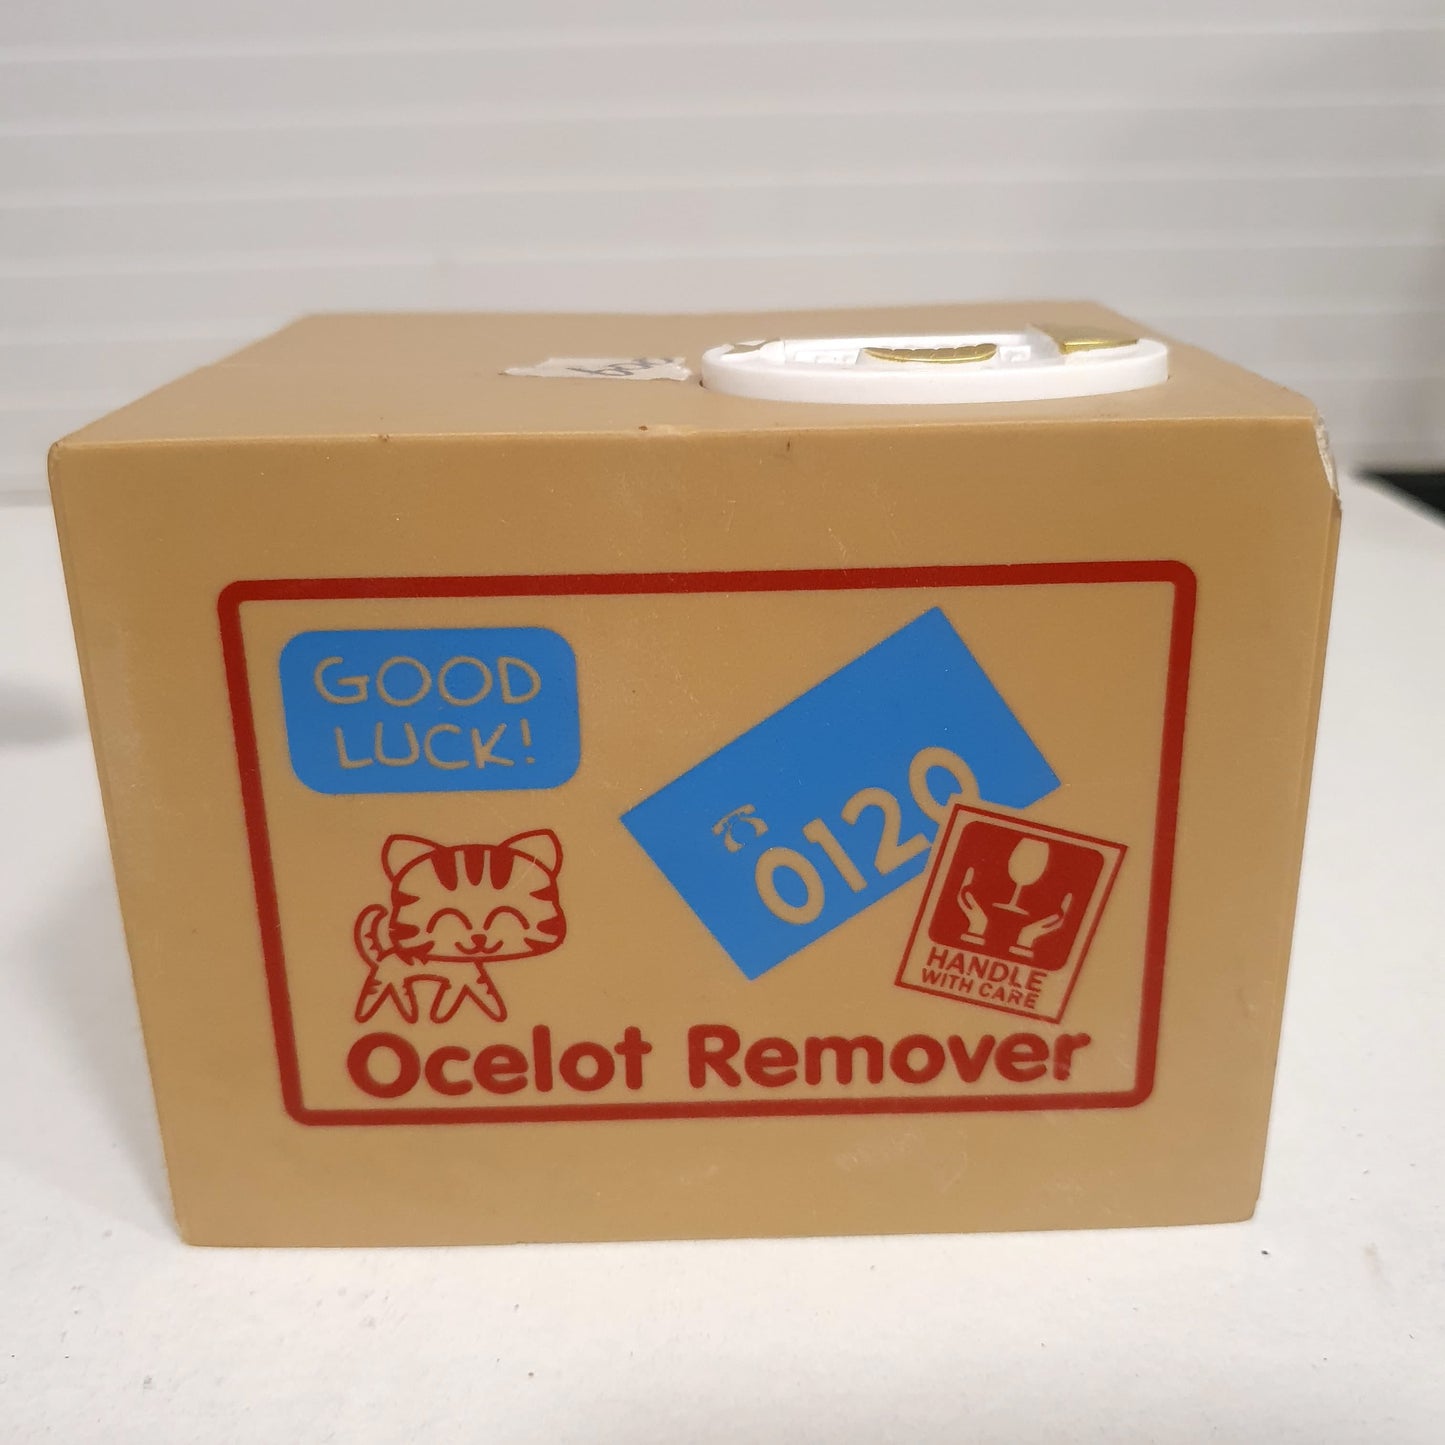 GOOD
LUCK!
0120
HANDLE
WITH CARE
Ocelot Remover